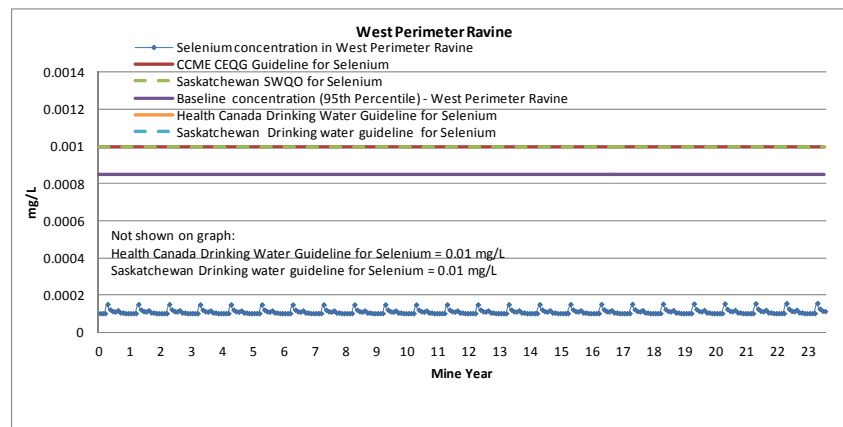 West Perimeter Ravine
Selenium concentration in West Perimeter Ravine
CCME CEQG Guideline for Selenium
Saskatchewan SWQO for Selenium
Baseline concentration (95th Percentile) - West Perimeter Ravine
Health Canada Drinking Water Guideline for Selenium
Saskatchewan Drinking water guideline for Selenium
0.0014
0.0012
0.001
0.0008
0.0006
0.0004
0.0002
0
mg/L
Not shown on graph:
Health Canada Drinking Water Guideline for Selenium = 0.01 mg/L
Saskatchewan Drinking water guideline for Selenium = 0.01 mg/L
0 1 2 3 4 5 6 7 8 9 10 11 12 13 14 15 16 17 18 19 20 21 22 23
Mine Year